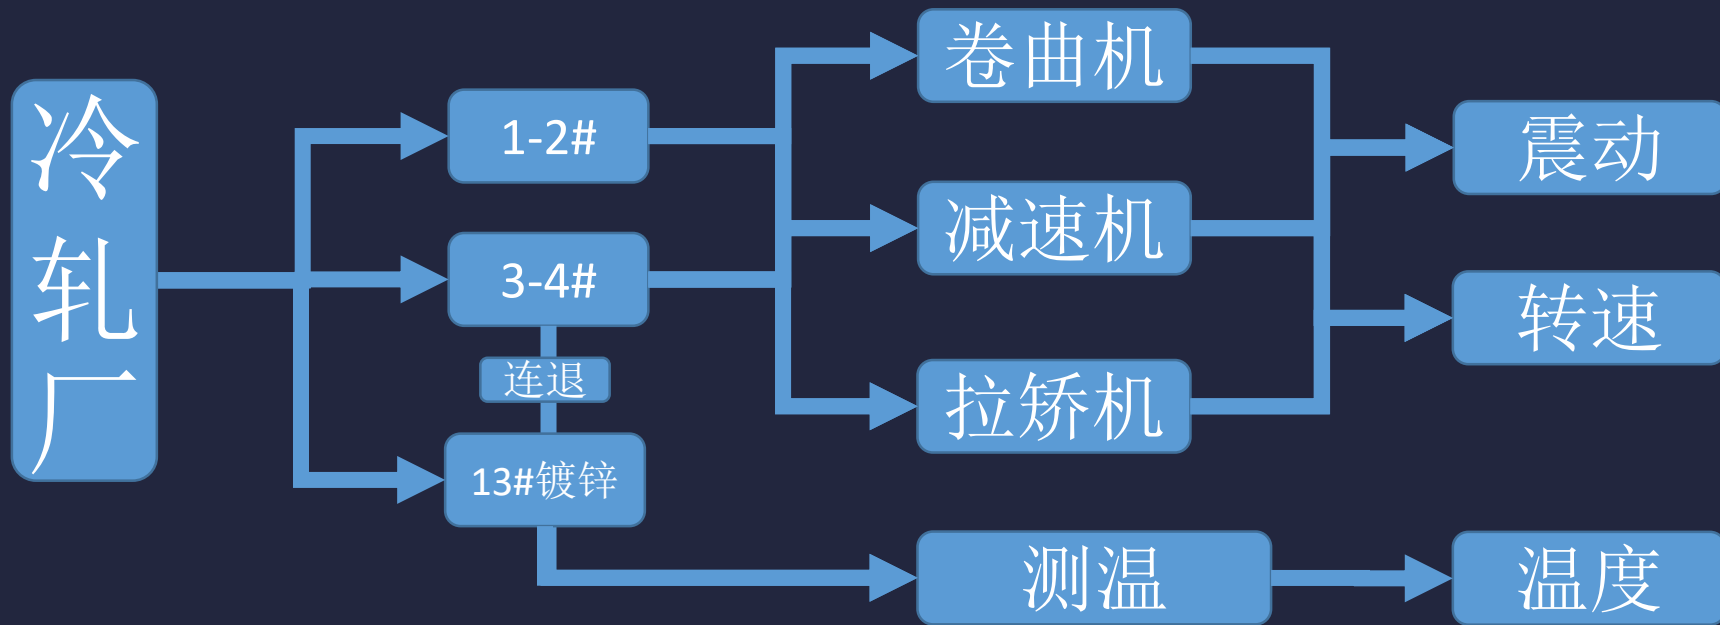 冷轧厂
1-2#
3-4#
连退
13#镀锌
卷曲机
减速机
拉矫机
测温
震动
转速
温度